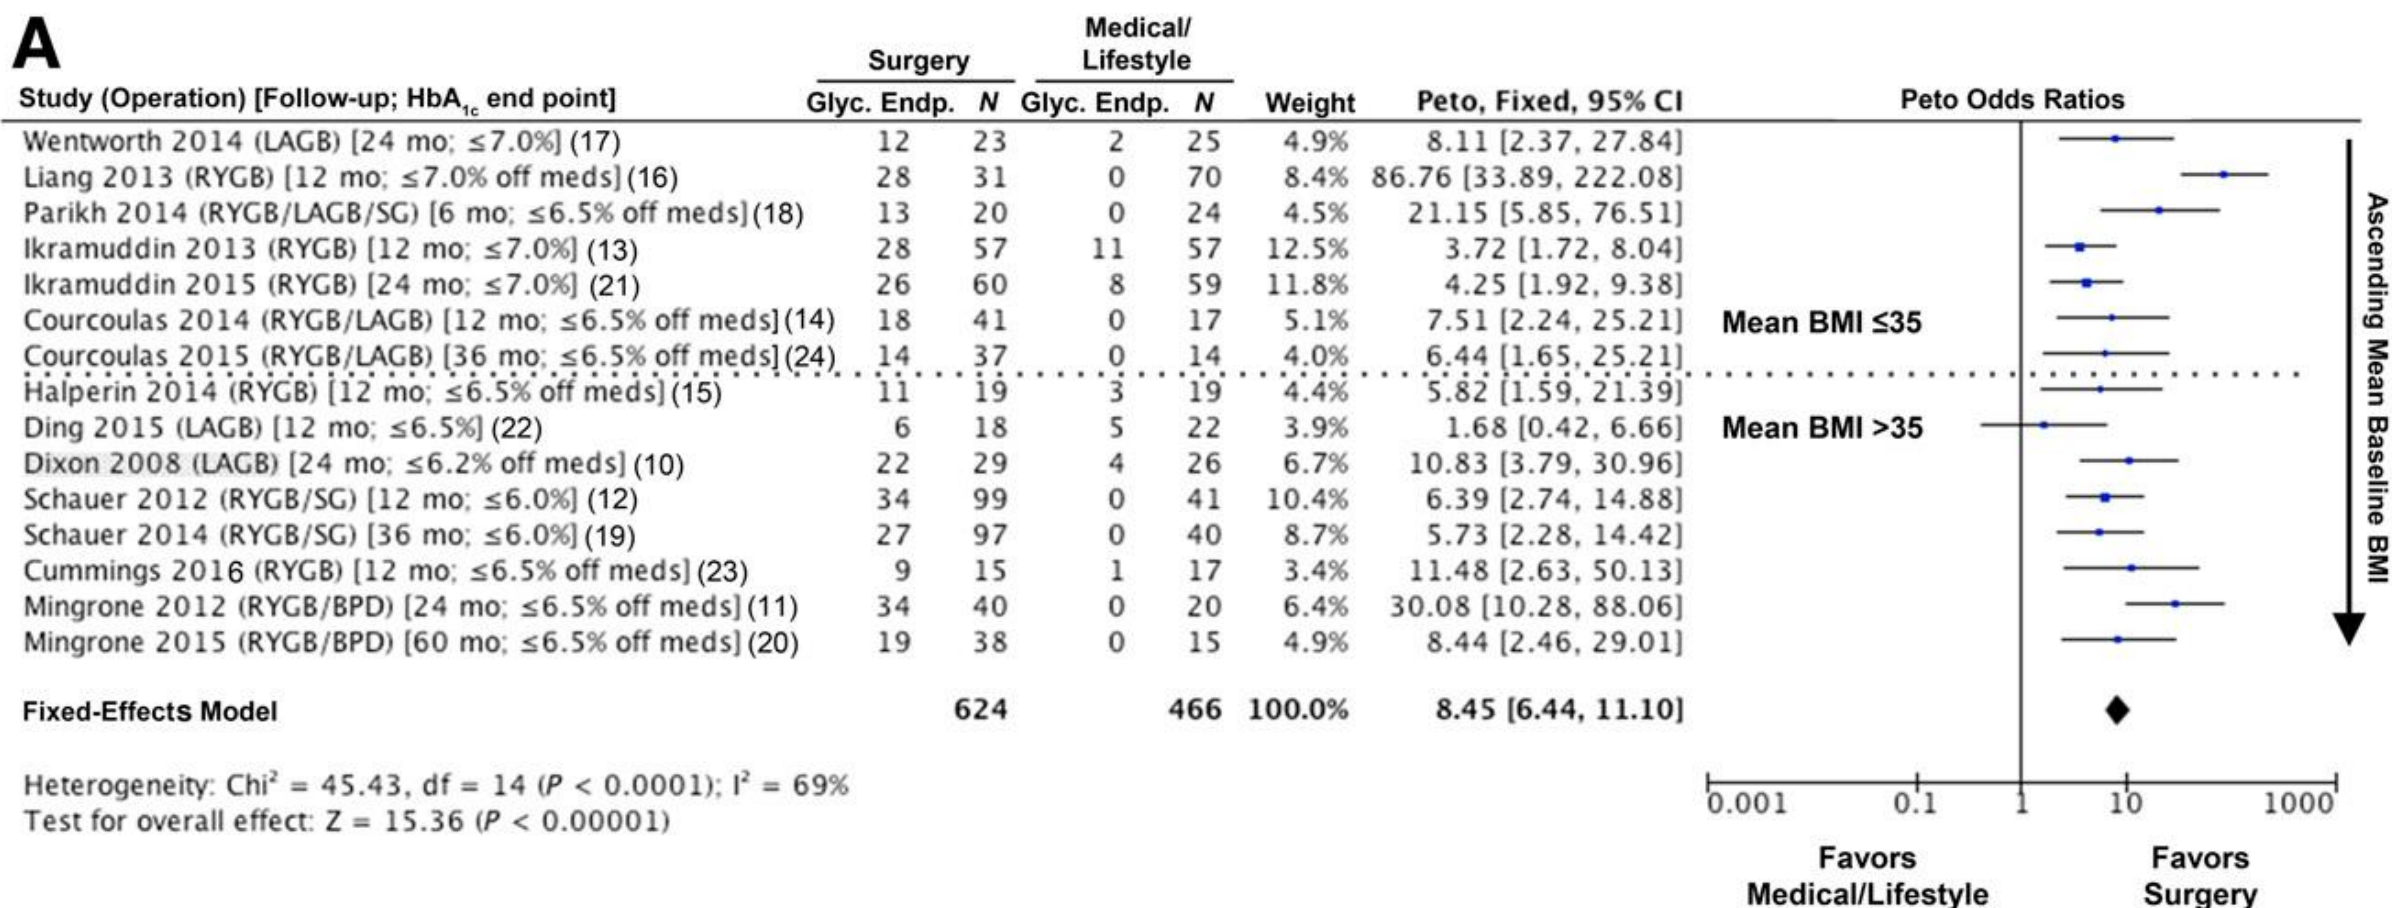 A
Surgery Medical/ Lifestyle
Study (Operation) [Follow-up; HbA1c end point] Glyc. Endp. N Glyc. Endp. N Weight Peto, Fixed, 95% CI Peto Odds Ratios
Wentworth 2014 (LAGB) [24 mo; ≤7.0%] (17) 12 23 2 25 4.9% 8.11 [2.37, 27.84]
Liang 2013 (RYGB) [12 mo; ≤7.0% off meds] (16) 28 31 0 70 8.4% 86.76 [33.89, 222.08]
Parikh 2014 (RYGB/LAGB/SG) [6 mo; ≤6.5% off meds] (18) 13 20 0 24 4.5% 21.15 [5.85, 76.51]
Ikramuddin 2013 (RYGB) [12 mo; ≤7.0%] (13) 28 57 11 57 12.5% 3.72 [1.72, 8.04]
Ikramuddin 2015 (RYGB) [24 mo; ≤7.0%] (21) 26 60 8 59 11.8% 4.25 [1.92, 9.38]
Courcoulas 2014 (RYGB/LAGB) [12 mo; ≤6.5% off meds] (14) 18 41 0 17 5.1% 7.51 [2.24, 25.21] Mean BMI ≤35
Courcoulas 2015 (RYGB/LAGB) [36 mo; ≤6.5% off meds] (24) 14 37 0 14 4.0% 6.44 [1.65, 25.21]
Halperin 2014 (RYGB) [12 mo; ≤6.5% off meds] (15) 11 19 3 19 4.4% 5.82 [1.59, 21.39]
Ding 2015 (LAGB) [12 mo; ≤6.5%] (22) 6 18 5 22 3.9% 1.68 [0.42, 6.66] Mean BMI >35
Dixon 2008 (LAGB) [24 mo; ≤6.2% off meds] (10) 22 29 4 26 6.7% 10.83 [3.79, 30.96]
Schauer 2012 (RYGB/SG) [12 mo; ≤6.0%] (12) 34 99 0 41 10.4% 6.39 [2.74, 14.88]
Schauer 2014 (RYGB/SG) [36 mo; ≤6.0%] (19) 27 97 0 40 8.7% 5.73 [2.28, 14.42]
Cummings 2016 (RYGB) [12 mo; ≤6.5% off meds] (23) 9 15 1 17 3.4% 11.48 [2.63, 50.13]
Mingrone 2012 (RYGB/BPD) [24 mo; ≤6.5% off meds] (11) 34 40 0 20 6.4% 30.08 [10.28, 88.06]
Mingrone 2015 (RYGB/BPD) [60 mo; ≤6.5% off meds] (20) 19 38 0 15 4.9% 8.44 [2.46, 29.01]
Ascending Mean Baseline BMI
Fixed-Effects Model 624 466 100.0% 8.45 [6.44, 11.10]
Heterogeneity: Chi² = 45.43, df = 14 (P < 0.0001); I² = 69%
Test for overall effect: Z = 15.36 (P < 0.00001)
0.001 0.1 1 10 1000
Favors Medical/Lifestyle
Favors Surgery